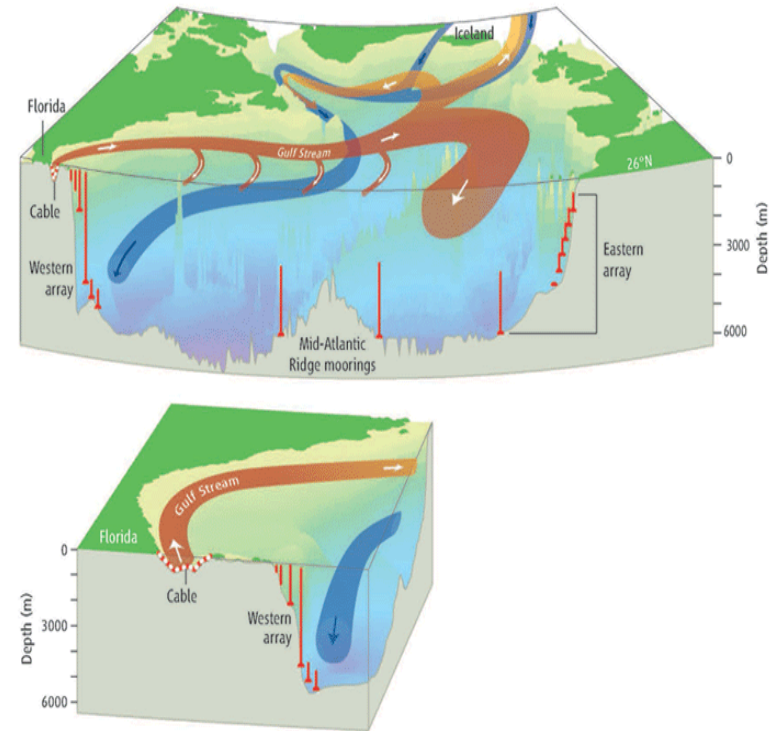 Iceland
Florida
Gulf Stream
26°N
0
Cable
Western
array
Eastern
array
3000
Depth (m)
Mid-Atlantic
Ridge moorings
6000
Gulf Stream
Florida
0
Cable
Western
array
3000
Depth (m)
6000